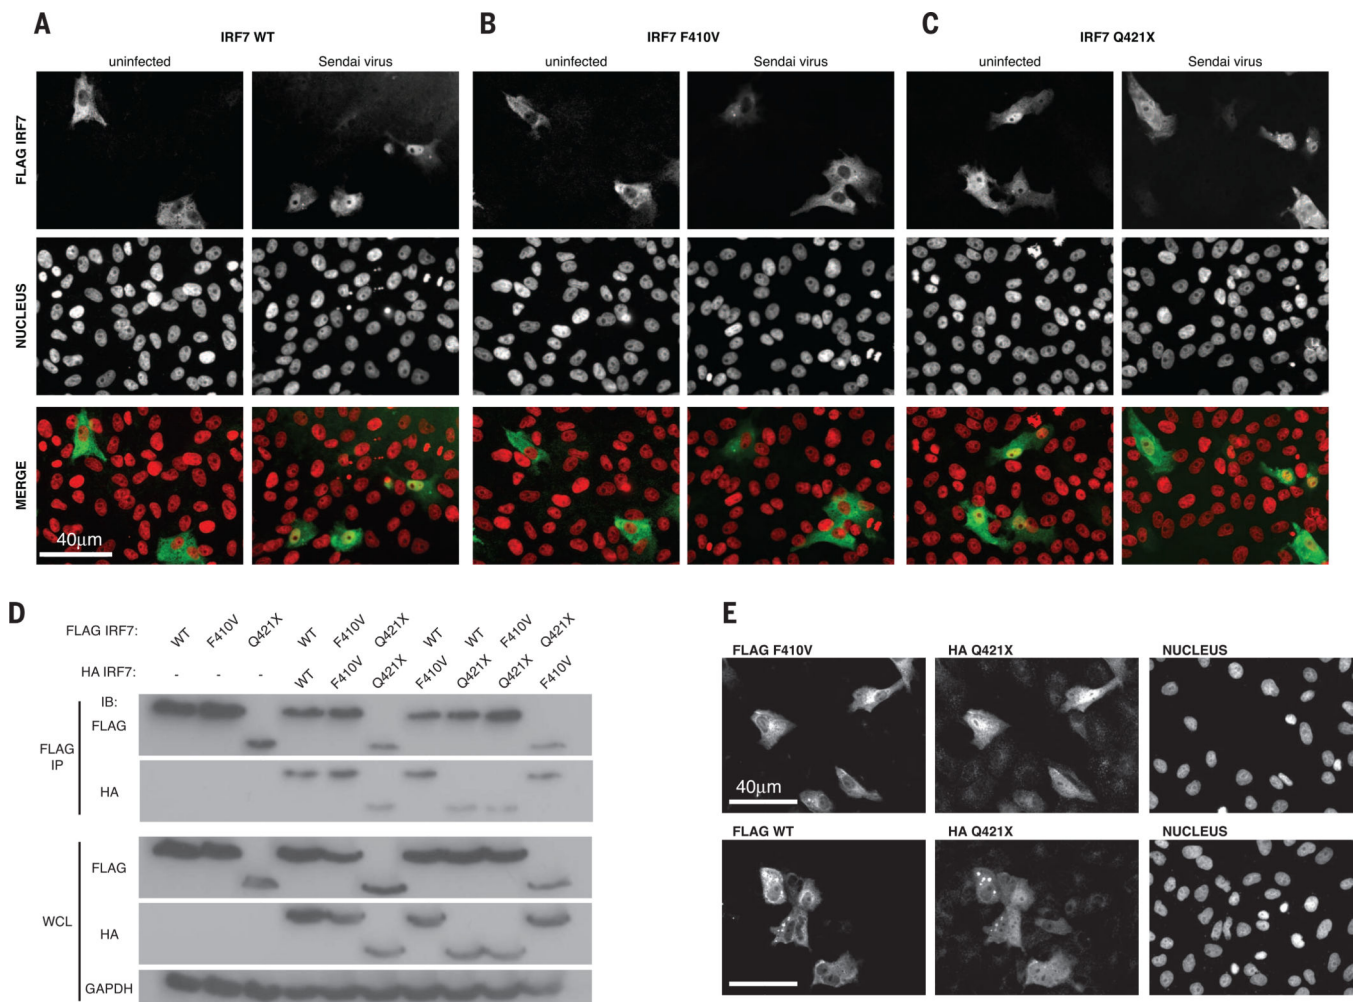 A
B
C
IRF7 WT
IRF7 F410V
IRF7 Q421X
uninfected
Sendai virus
uninfected
Sendai virus
uninfected
Sendai virus
FLAG IRF7
NUCLEUS
MERGE
40μm
D
FLAG IRF7:
WT
F410V
Q421X
WT
F410V
Q421X
WT
WT
F410V
Q421X
HA IRF7:
-
-
-
WT
F410V
Q421X
F410V
Q421X
Q421X
F410V
IB:
FLAG
FLAG
IP
HA
FLAG
WCL
HA
GAPDH
E
FLAG F410V
HA Q421X
NUCLEUS
40μm
FLAG WT
HA Q421X
NUCLEUS